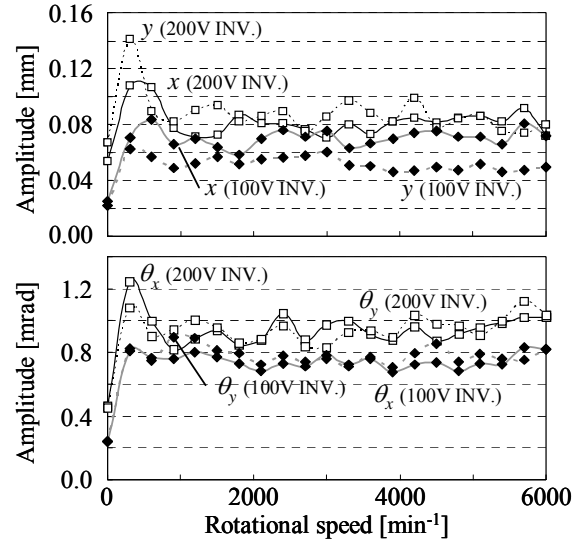 0.16
0.12
0.08
0.04
0.00
Amplitude [mm]
y (200V INV.)
x (200V INV.)
x (100V INV.)
y (100V INV.)
1.2
0.8
0.4
0.0
Amplitude [mrad]
θx (200V INV.)
θy (200V INV.)
θy (100V INV.)
θx (100V INV.)
0 2000 4000 6000
Rotational speed [min-1]